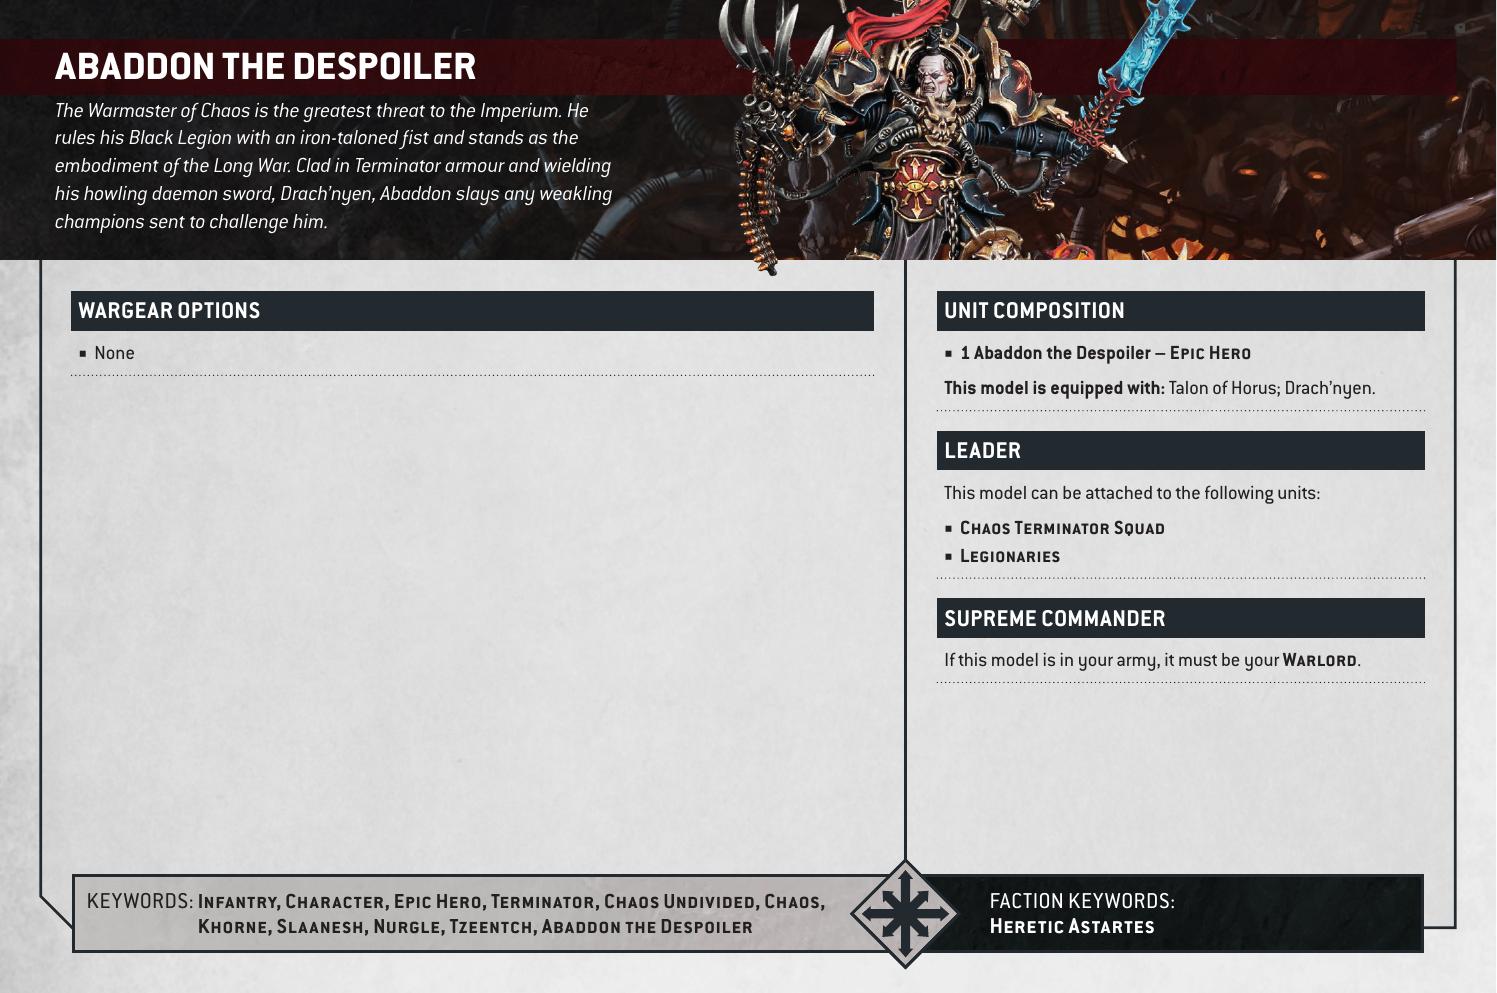 ABADDON THE DESPOILER
The Warmaster of Chaos is the greatest threat to the Imperium. He
rules his Black Legion with an iron-taloned fist and stands as the
embodiment of the Long War. Clad in Terminator armour and wielding
his howling daemon sword, Drach’nyen, Abaddon slays any weakling
champions sent to challenge him.
WARGEAR OPTIONS
▪ None
UNIT COMPOSITION
▪ 1 Abaddon the Despoiler – EPIC HERO
This model is equipped with: Talon of Horus; Drach’nyen.
LEADER
This model can be attached to the following units:
▪ CHAOS TERMINATOR SQUAD
▪ LEGIONARIES
SUPREME COMMANDER
If this model is in your army, it must be your WARLORD.
KEYWORDS: INFANTRY, CHARACTER, EPIC HERO, TERMINATOR, CHAOS UNDIVIDED, CHAOS,
KHORNE, SLAANESH, NURGLE, TZEENTCH, ABADDON THE DESPOILER
FACTION KEYWORDS:
HERETIC ASTARTES